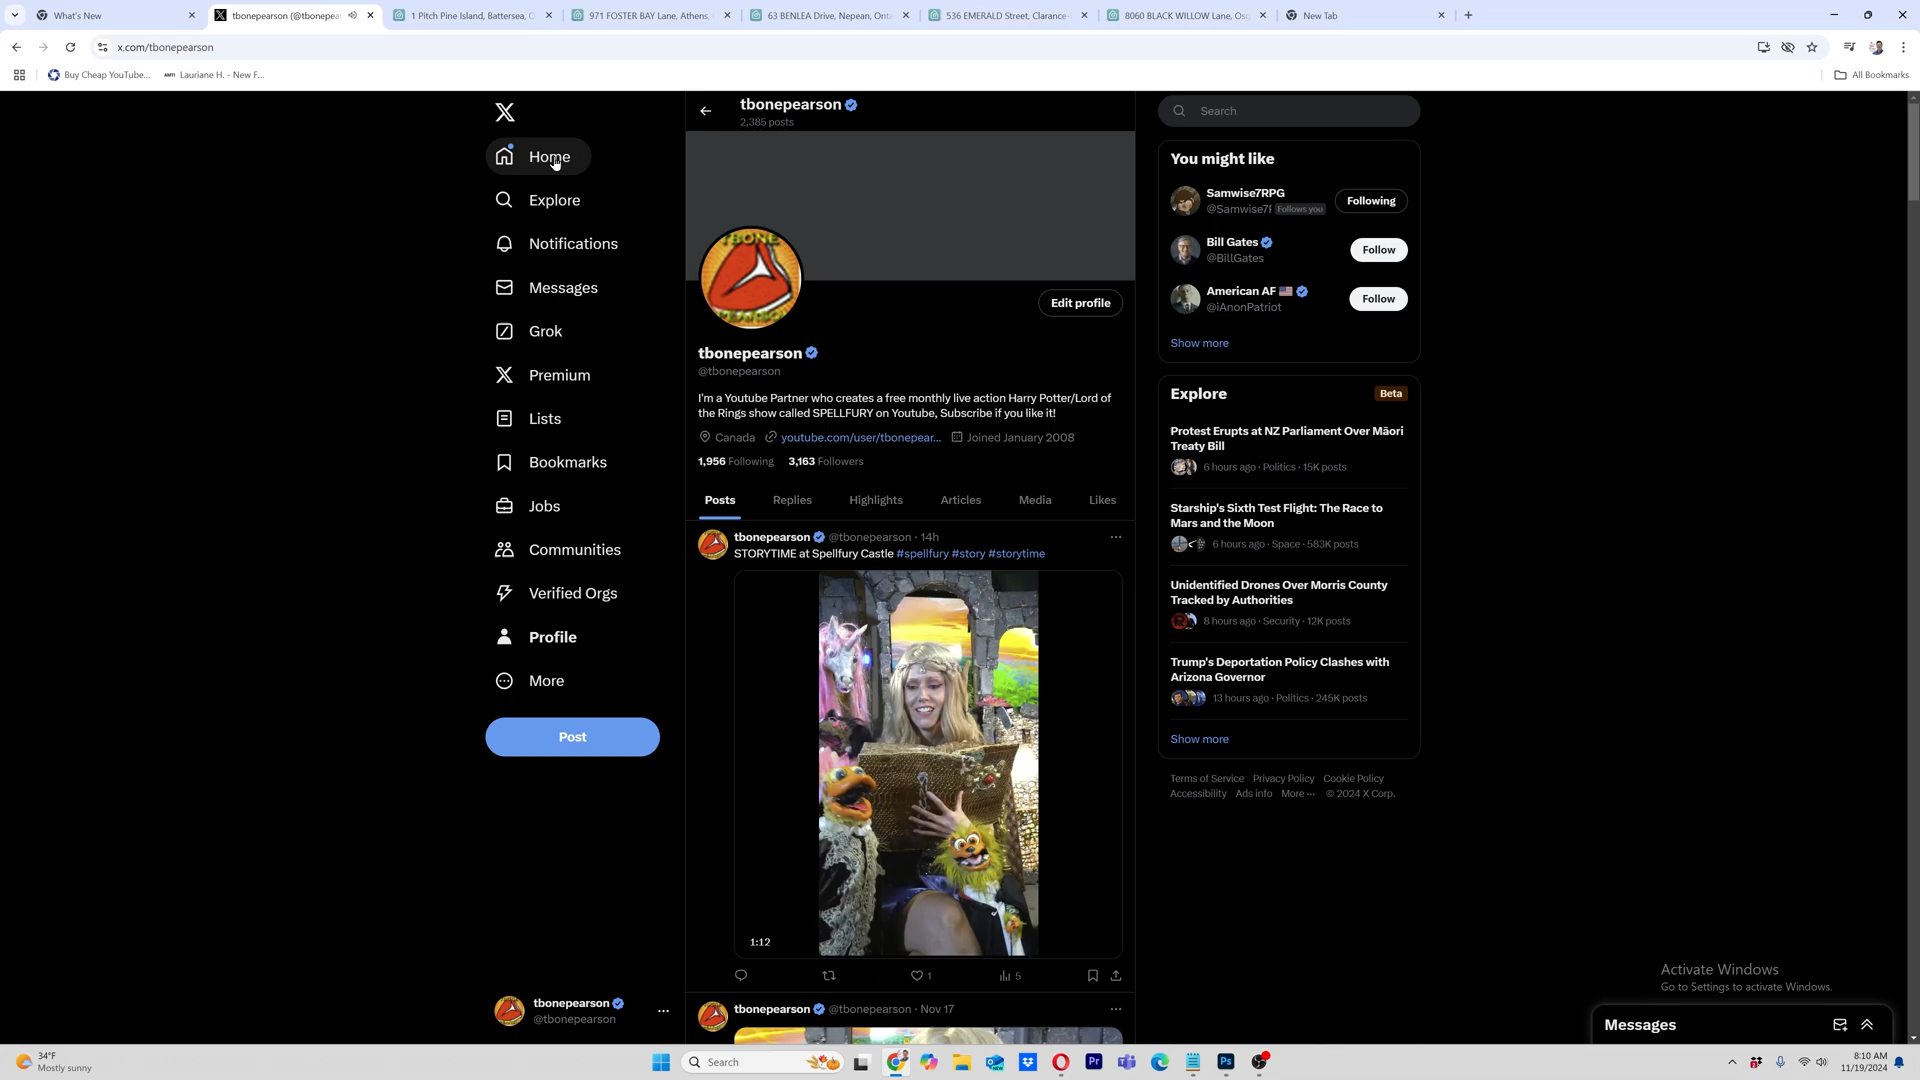 What's New
tbonepearson (@tbonepear
1 Pitch Pine Island, Battersea, O
971 FOSTER BAY Lane, Athens,
63 BENLEA Drive, Nepean, Onta
536 EMERALD Street, Clarance-
8060 BLACK WILLOW Lane, Osg
New Tab
x.com/tbonepearson
Buy Cheap YouTube...
Lauriane H. - New F...
All Bookmarks
Home
Explore
Notifications
Messages
Grok
Premium
Lists
Bookmarks
Jobs
Communities
Verified Orgs
Profile
More
Post
tbonepearson
@tbonepearson
tbonepearson
2,385 posts
TBONE
PEARSON
Edit profile
tbonepearson
@tbonepearson
I'm a Youtube Partner who creates a free monthly live action Harry Potter/Lord of
the Rings show called SPELLFURY on Youtube, Subscribe if you like it!
Canada youtube.com/user/tbonepear... Joined January 2008
1,956 Following 3,163 Followers
Posts Replies Highlights Articles Media Likes
tbonepearson @tbonepearson · 14h
STORYTIME at Spellfury Castle #spellfury #story #storytime
1:12
1
5
tbonepearson @tbonepearson · Nov 17
Search
You might like
Samwise7RPG
@Samwise7F Follows you
Following
Bill Gates
@BillGates
Follow
American AF
@iAnonPatriot
Follow
Show more
Explore
Beta
Protest Erupts at NZ Parliament Over Māori
Treaty Bill
6 hours ago · Politics · 15K posts
Starship's Sixth Test Flight: The Race to
Mars and the Moon
6 hours ago · Space · 583K posts
Unidentified Drones Over Morris County
Tracked by Authorities
8 hours ago · Security · 12K posts
Trump's Deportation Policy Clashes with
Arizona Governor
13 hours ago · Politics · 245K posts
Show more
Terms of Service Privacy Policy Cookie Policy
Accessibility Ads info More ··· © 2024 X Corp.
Activate Windows
Go to Settings to activate Windows.
Messages
34°F
Mostly sunny
Search
8:10 AM
11/19/2024